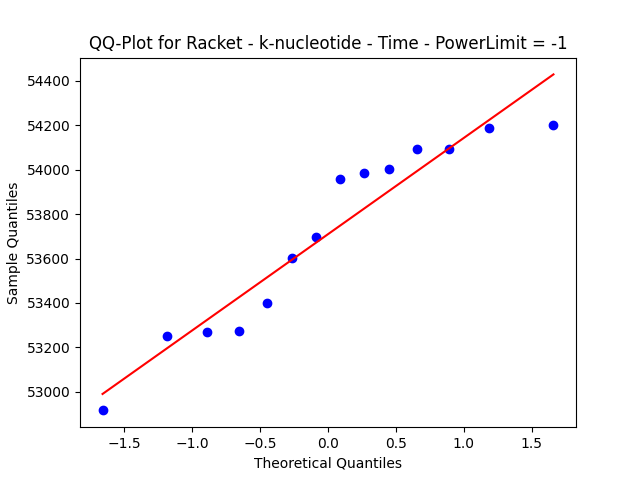 QQ-Plot for Racket - k-nucleotide - Time - PowerLimit = -1
54400
54200
54000
53800
53600
53400
53200
53000
Sample Quantiles
−1.5 −1.0 −0.5 0.0 0.5 1.0 1.5
Theoretical Quantiles